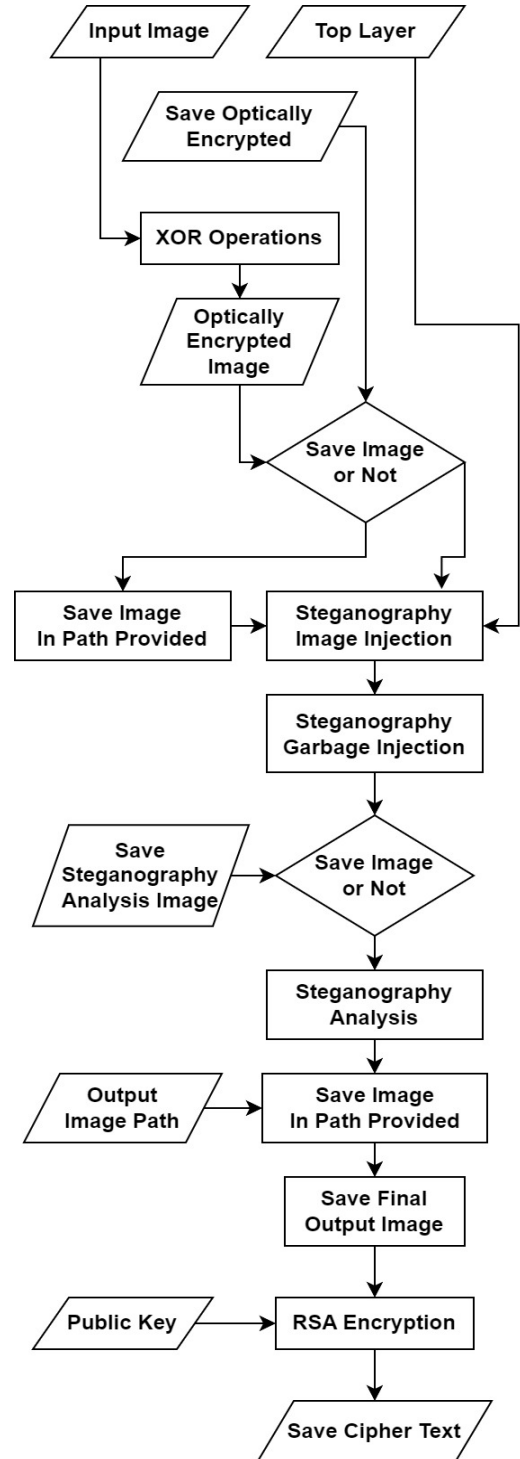 Input Image
Top Layer
Save Optically
Encrypted
XOR Operations
Optically
Encrypted
Image
Save Image
or Not
Save Image
In Path Provided
Steganography
Image Injection
Steganography
Garbage Injection
Save
Steganography
Analysis Image
Save Image
or Not
Steganography
Analysis
Output
Image Path
Save Image
In Path Provided
Save Final
Output Image
Public Key
RSA Encryption
Save Cipher Text